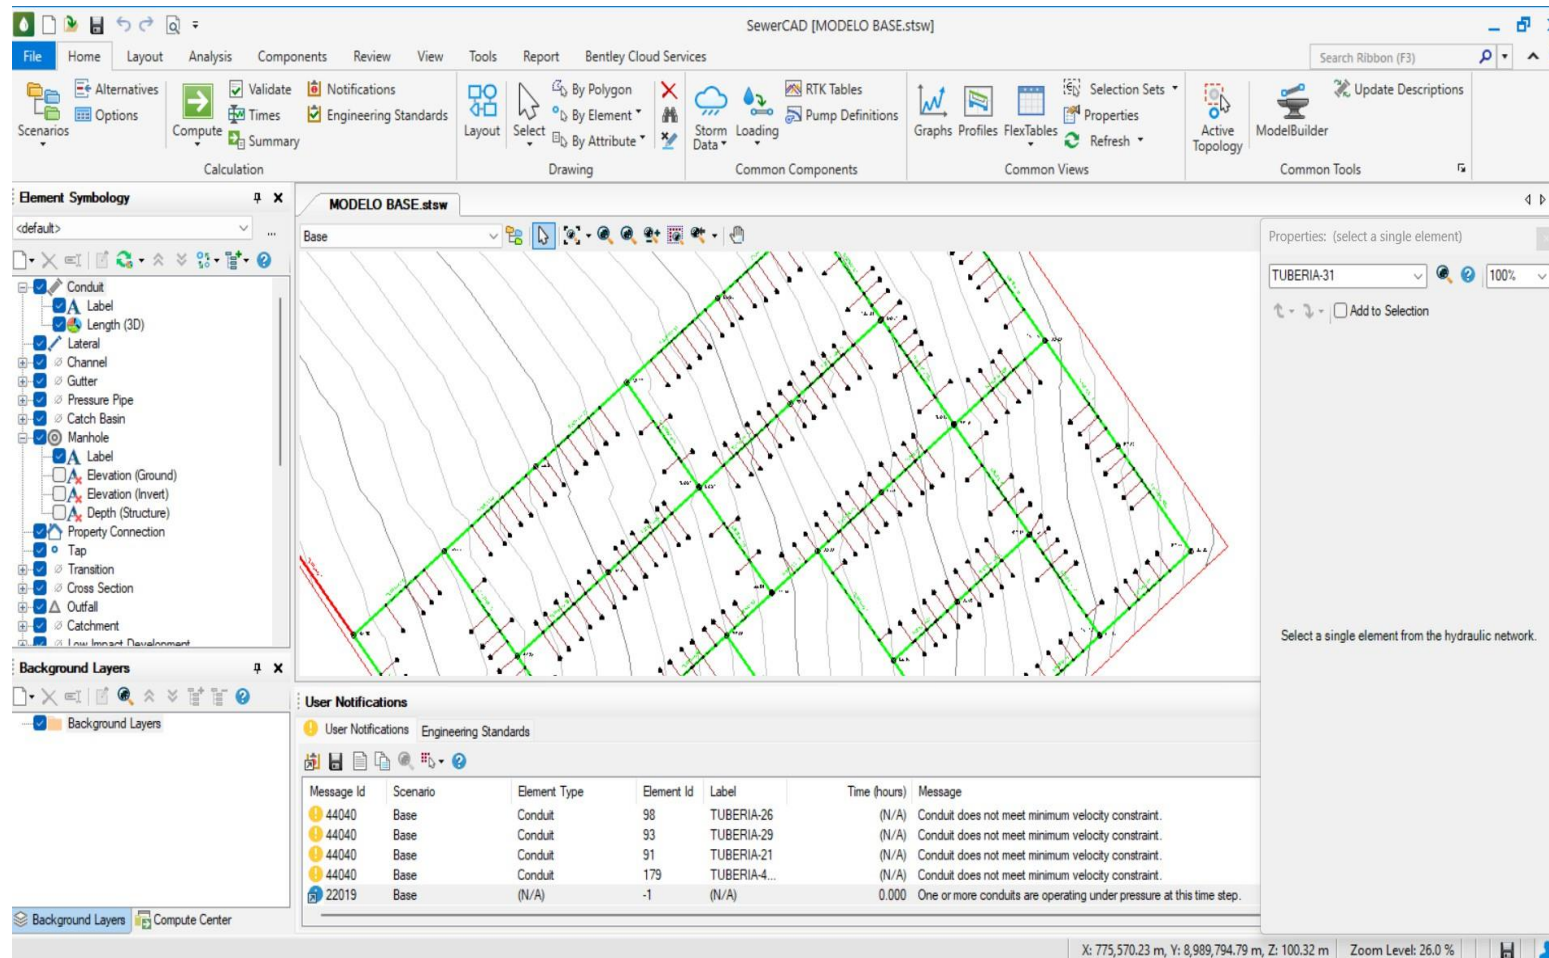 SewerCAD [MODELO BASE.stsw]
File Home Layout Analysis Components Review View Tools Report Bentley Cloud Services
Search Ribbon (F3)
Scenarios
Alternatives
Options
Compute
Validate
Times
Summary
Notifications
Engineering Standards
Calculation
Layout
Select
By Polygon
By Element
By Attribute
Drawing
Storm Data
Loading
RTK Tables
Pump Definitions
Common Components
Graphs Profiles FlexTables
Selection Sets
Properties
Refresh
Common Views
Active Topology
ModelBuilder
Update Descriptions
Common Tools
Element Symbology
<default>
...
Conduit
Label
Length (3D)
Lateral
Channel
Gutter
Pressure Pipe
Catch Basin
Manhole
Label
Elevation (Ground)
Elevation (Invert)
Depth (Structure)
Property Connection
Tap
Transition
Cross Section
Outfall
Catchment
Low Impact Development
Background Layers
Background Layers
Background Layers Compute Center
MODELO BASE.stsw
Base
Properties: (select a single element)
TUBERIA-31
100%
Add to Selection
Select a single element from the hydraulic network.
User Notifications
User Notifications Engineering Standards
Message Id Scenario Element Type Element Id Label Time (hours) Message
44040 Base Conduit 98 TUBERIA-26 (N/A) Conduit does not meet minimum velocity constraint.
44040 Base Conduit 93 TUBERIA-29 (N/A) Conduit does not meet minimum velocity constraint.
44040 Base Conduit 91 TUBERIA-21 (N/A) Conduit does not meet minimum velocity constraint.
44040 Base Conduit 179 TUBERIA-4... (N/A) Conduit does not meet minimum velocity constraint.
22019 Base (N/A) -1 (N/A) 0.000 One or more conduits are operating under pressure at this time step.
X: 775,570.23 m, Y: 8,989,794.79 m, Z: 100.32 m Zoom Level: 26.0 %